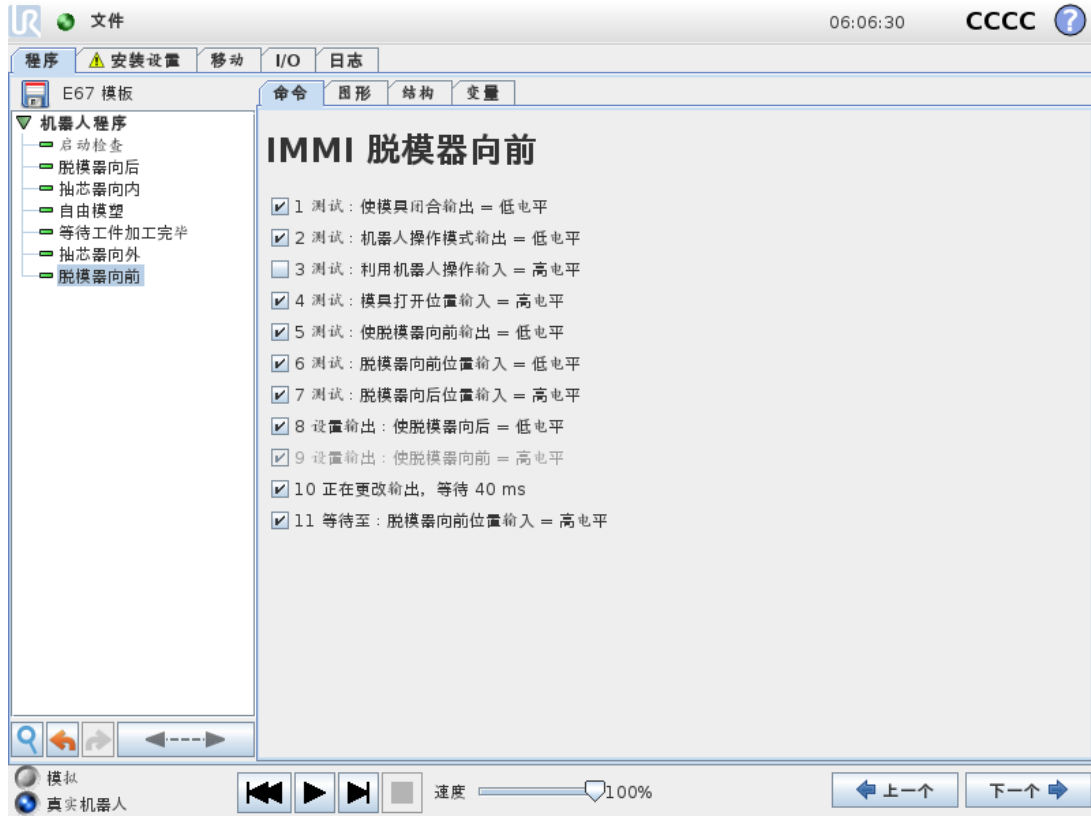 UR 文件 06:06:30 CCCC ?
程序 安装设置 移动 I/O 日志
E67 模板
命令 图形 结构 变量
机器人程序
启动检查
脱模器向后
抽芯器向内
自由模塑
等待工件加工完毕
抽芯器向外
脱模器向前
IMMI 脱模器向前
1 测试：使模具闭合输出 = 低电平
2 测试：机器人操作模式输出 = 低电平
3 测试：利用机器人操作输入 = 高电平
4 测试：模具打开位置输入 = 高电平
5 测试：使脱模器向前输出 = 低电平
6 测试：脱模器向前位置输入 = 低电平
7 测试：脱模器向后位置输入 = 高电平
8 设置输出：使脱模器向后 = 低电平
9 设置输出：使脱模器向前 = 高电平
10 正在更改输出，等待 40 ms
11 等待至：脱模器向前位置输入 = 高电平
模拟
真实机器人
速度 100%
上一个 下一个